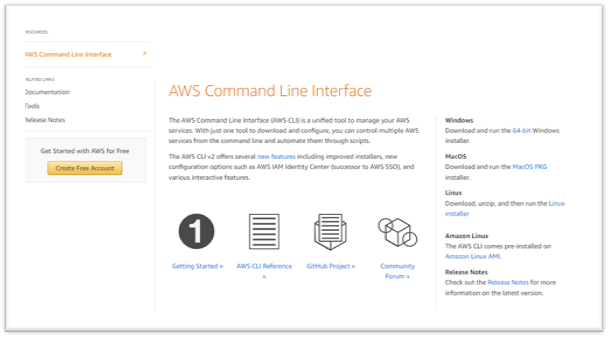 RESOURCES
AWS Command Line Interface
RELATED LINKS
Documentation
Tools
Release Notes
Get Started with AWS for Free
Create Free Account
AWS Command Line Interface
The AWS Command Line Interface (AWS CLI) is a unified tool to manage your AWS
services. With just one tool to download and configure, you can control multiple AWS
services from the command line and automate them through scripts.
The AWS CLI v2 offers several new features including improved installers, new
configuration options such as AWS IAM Identity Center (successor to AWS SSO), and
various interactive features.
1
Getting Started »
AWS CLI Reference
»
GitHub Project »
Community
Forum »
Windows
Download and run the 64-bit Windows
installer.
MacOS
Download and run the MacOS PKG
installer.
Linux
Download, unzip, and then run the Linux
installer
Amazon Linux
The AWS CLI comes pre-installed on
Amazon Linux AMI.
Release Notes
Check out the Release Notes for more
information on the latest version.